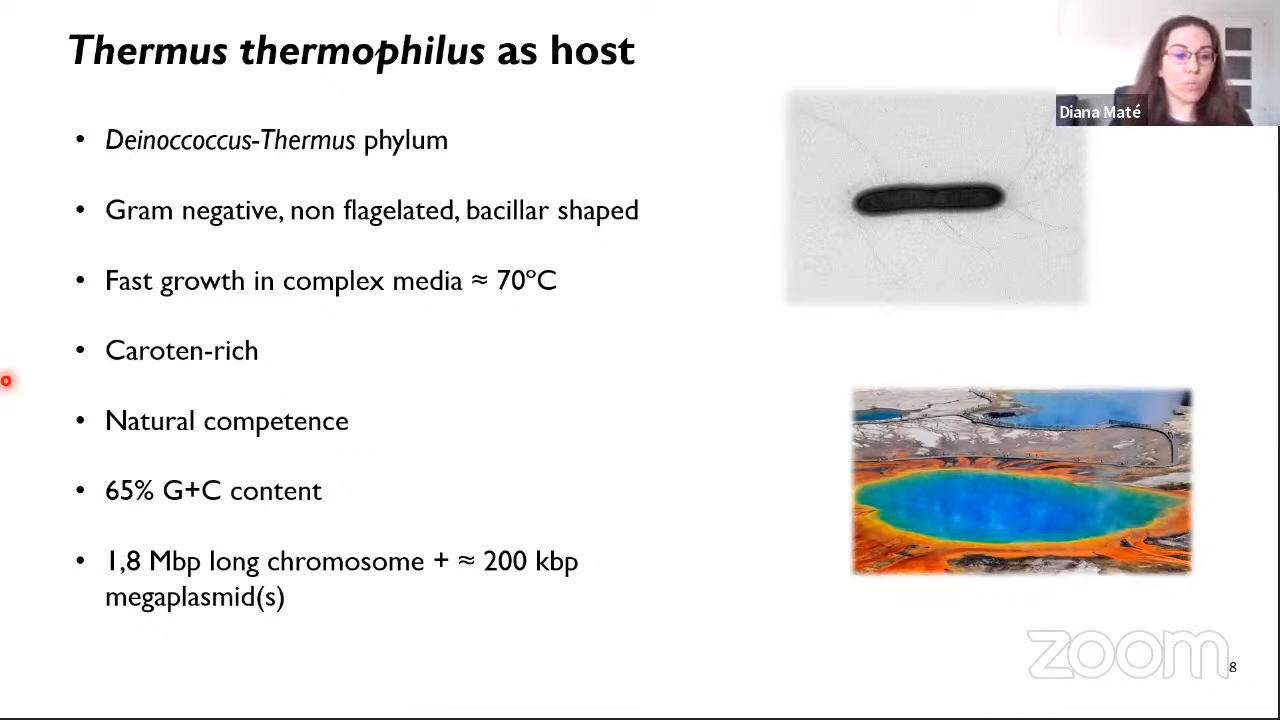 Thermus thermophilus as host
Diana Maté
• Deinoccoccus-Thermus phylum
• Gram negative, non flagelated, bacillar shaped
• Fast growth in complex media ≈ 70ºC
• Caroten-rich
• Natural competence
• 65% G+C content
• 1,8 Mbp long chromosome + ≈ 200 kbp
megaplasmid(s)
zoom
8